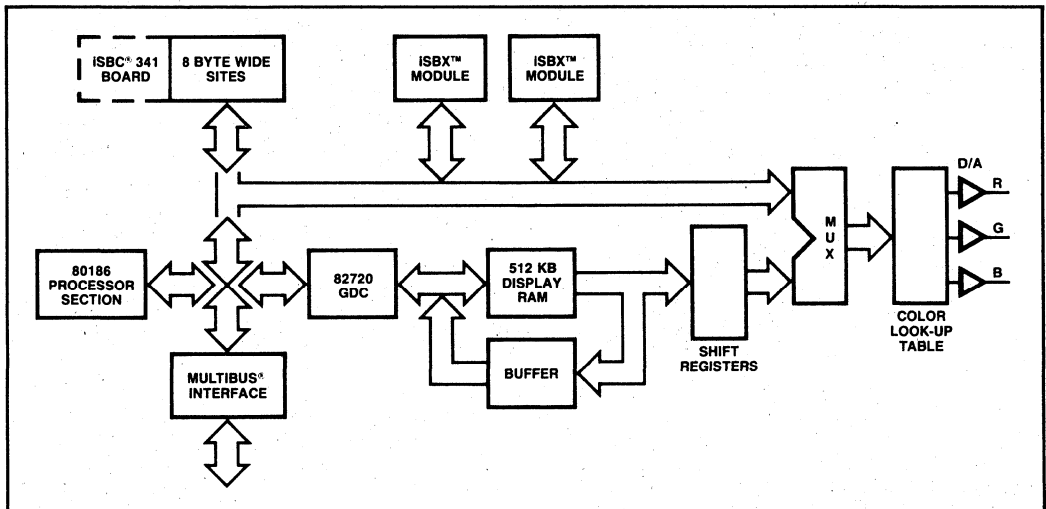 iSBC® 341
BOARD
8 BYTE WIDE
SITES
iSBX™
MODULE
iSBX™
MODULE
80186
PROCESSOR
SECTION
82720
GDC
512 KB
DISPLAY
RAM
BUFFER
MULTIBUS®
INTERFACE
SHIFT
REGISTERS
MUX
COLOR
LOOK-UP
TABLE
D/A
R
G
B